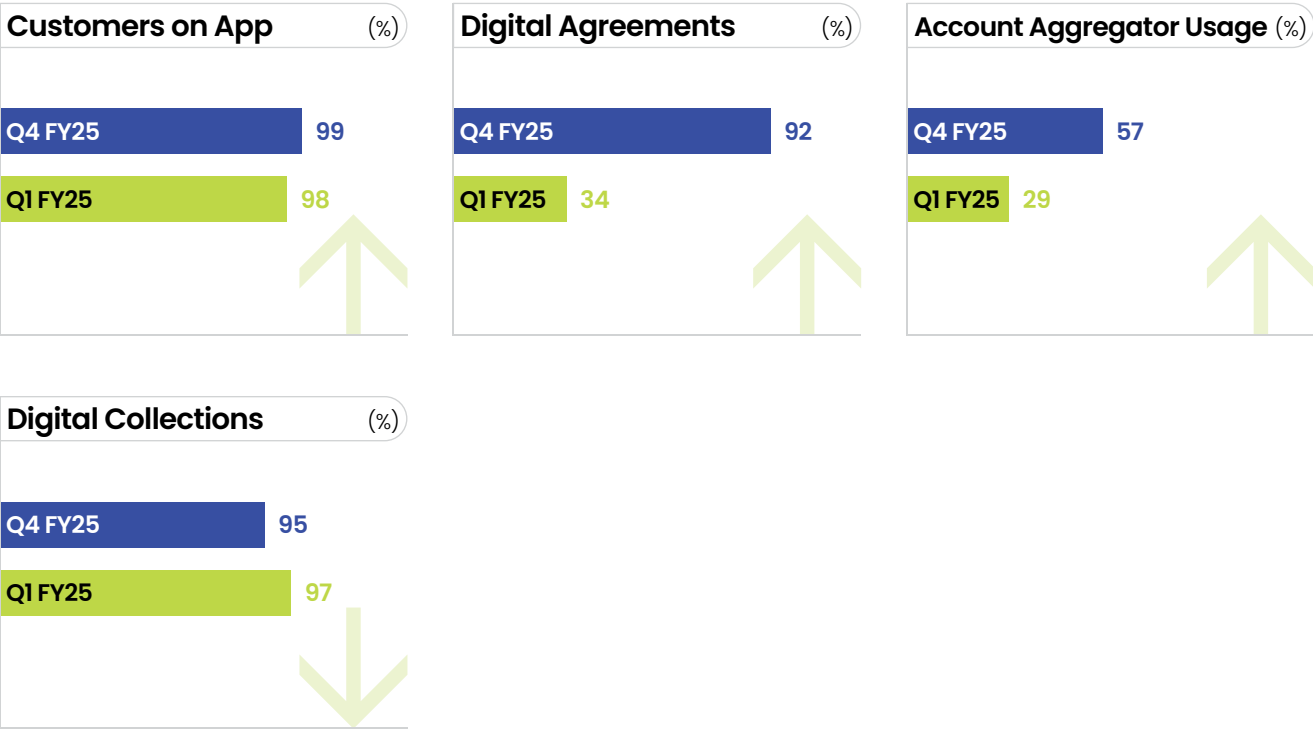 Customers on App (%)
Q4 FY25 99
Q1 FY25 98
Digital Agreements (%)
Q4 FY25 92
Q1 FY25 34
Account Aggregator Usage (%)
Q4 FY25 57
Q1 FY25 29
Digital Collections (%)
Q4 FY25 95
Q1 FY25 97